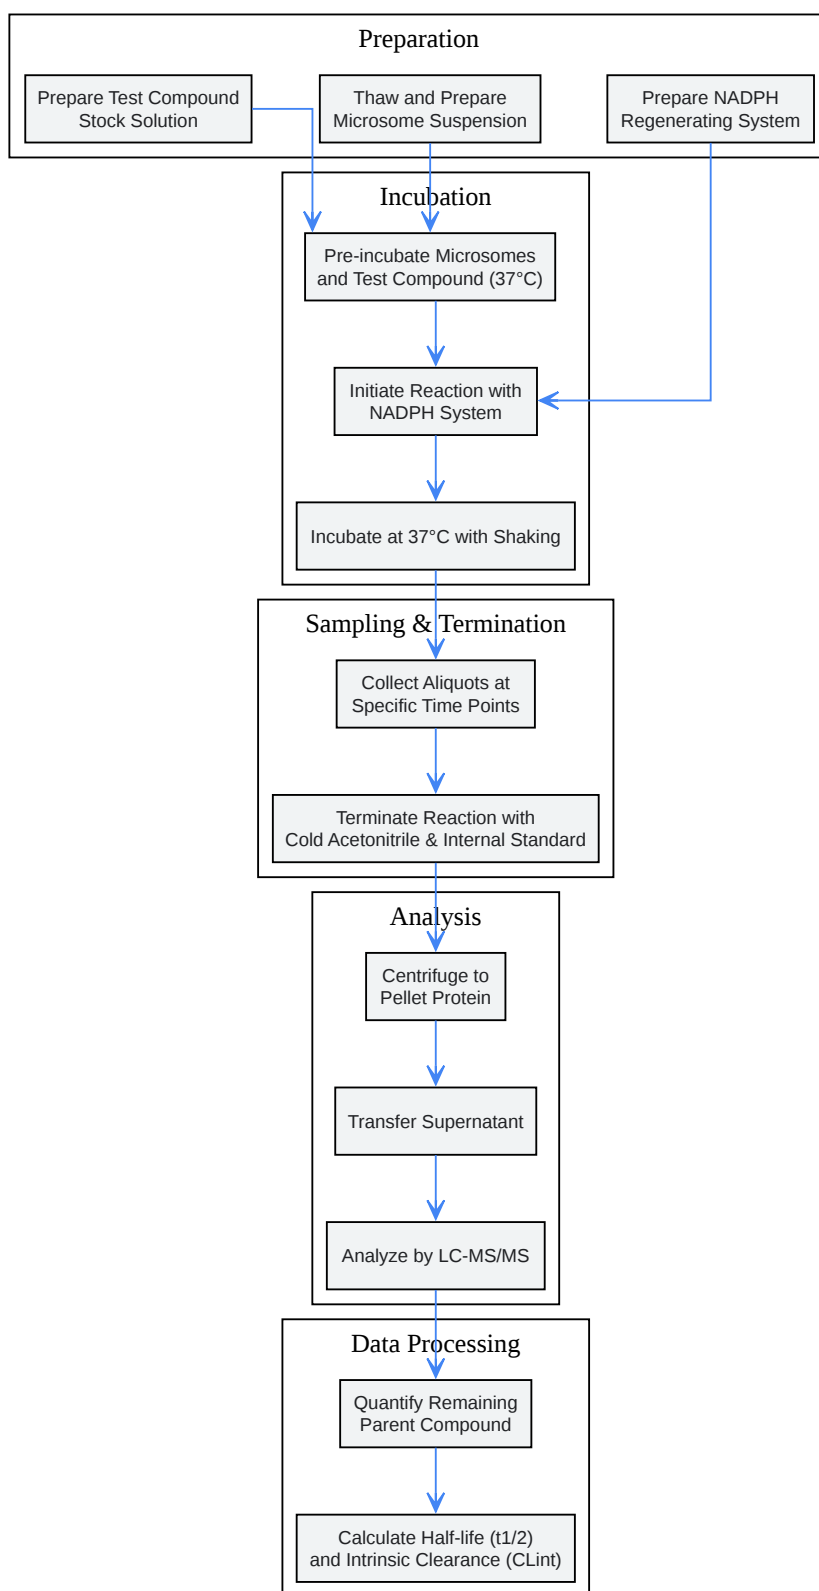 Preparation
Prepare Test Compound
Stock Solution
Thaw and Prepare
Microsome Suspension
Prepare NADPH
Regenerating System
Incubation
Pre-incubate Microsomes
and Test Compound (37°C)
Initiate Reaction with
NADPH System
Incubate at 37°C with Shaking
Sampling & Termination
Collect Aliquots at
Specific Time Points
Terminate Reaction with
Cold Acetonitrile & Internal Standard
Analysis
Centrifuge to
Pellet Protein
Transfer Supernatant
Analyze by LC-MS/MS
Data Processing
Quantify Remaining
Parent Compound
Calculate Half-life (t1/2)
and Intrinsic Clearance (CLint)